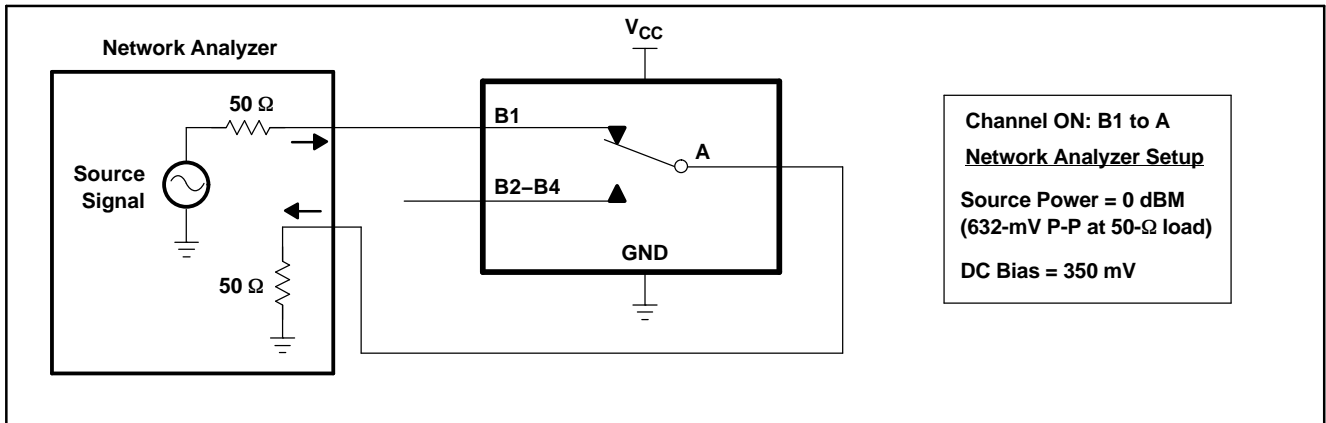 Network Analyzer
50 Ω
Source
Signal
50 Ω
VCC
B1
A
B2–B4
GND
Channel ON: B1 to A
Network Analyzer Setup
Source Power = 0 dBM
(632-mV P-P at 50-Ω load)
DC Bias = 350 mV